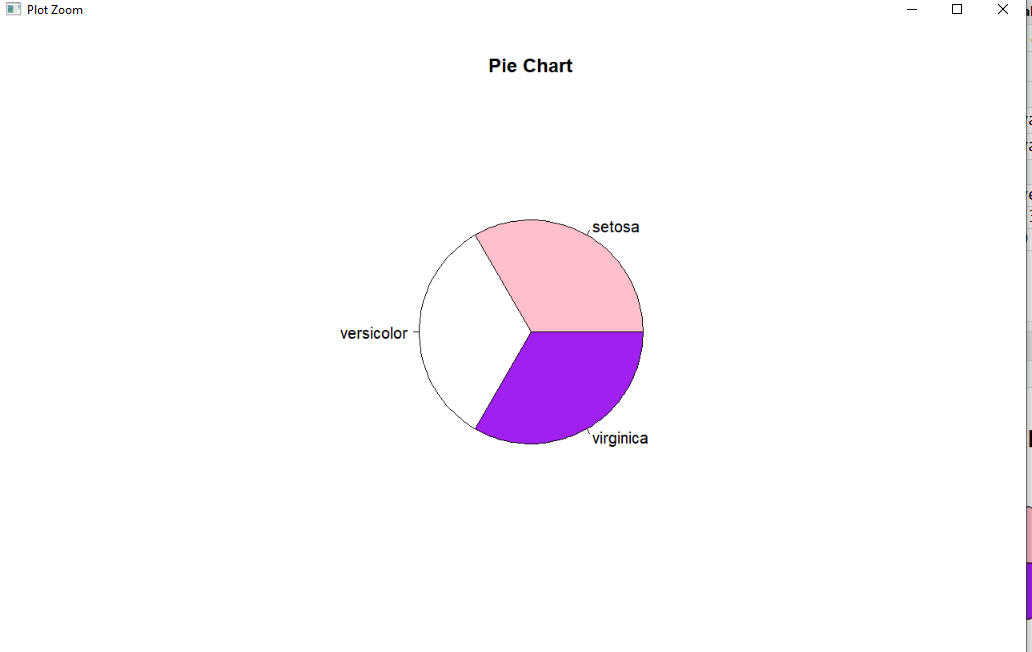 Plot Zoom
Pie Chart
setosa
versicolor
virginica